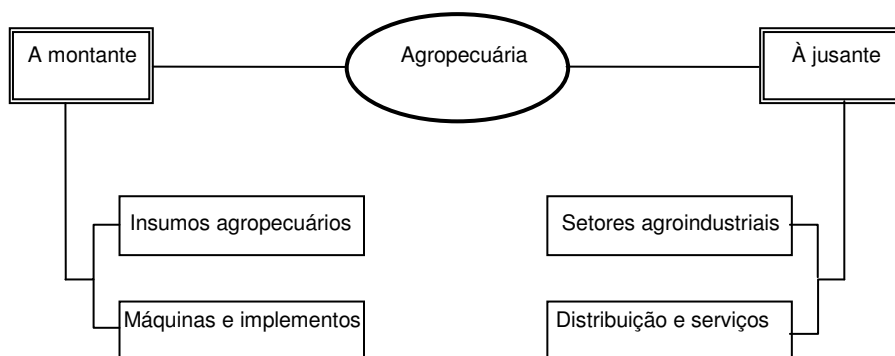 A montante
Agropecuária
À jusante
Insumos agropecuários
Setores agroindustriais
Máquinas e implementos
Distribuição e serviços